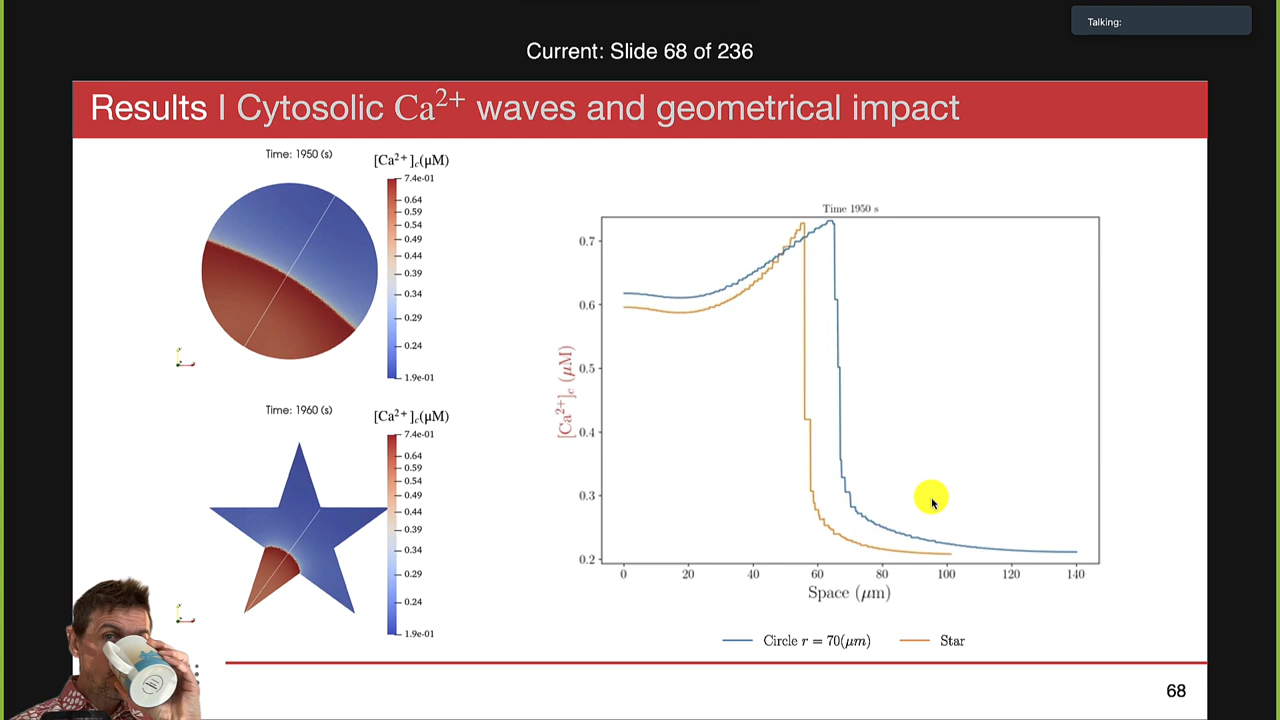 Talking:
Current: Slide 68 of 236
Results | Cytosolic Ca²⁺ waves and geometrical impact
Time: 1950 (s)
[Ca²⁺]c(μM)
7.4e-01
0.64
0.59
0.54
0.49
0.44
0.39
0.34
0.29
0.24
1.9e-01
Time: 1960 (s)
[Ca²⁺]c(μM)
7.4e-01
0.64
0.59
0.54
0.49
0.44
0.39
0.34
0.29
0.24
1.9e-01
Time 1950 s
[Ca²⁺]c (μM)
0.7
0.6
0.5
0.4
0.3
0.2
0 20 40 60 80 100 120 140
Space (μm)
Circle r = 70(μm) Star
68